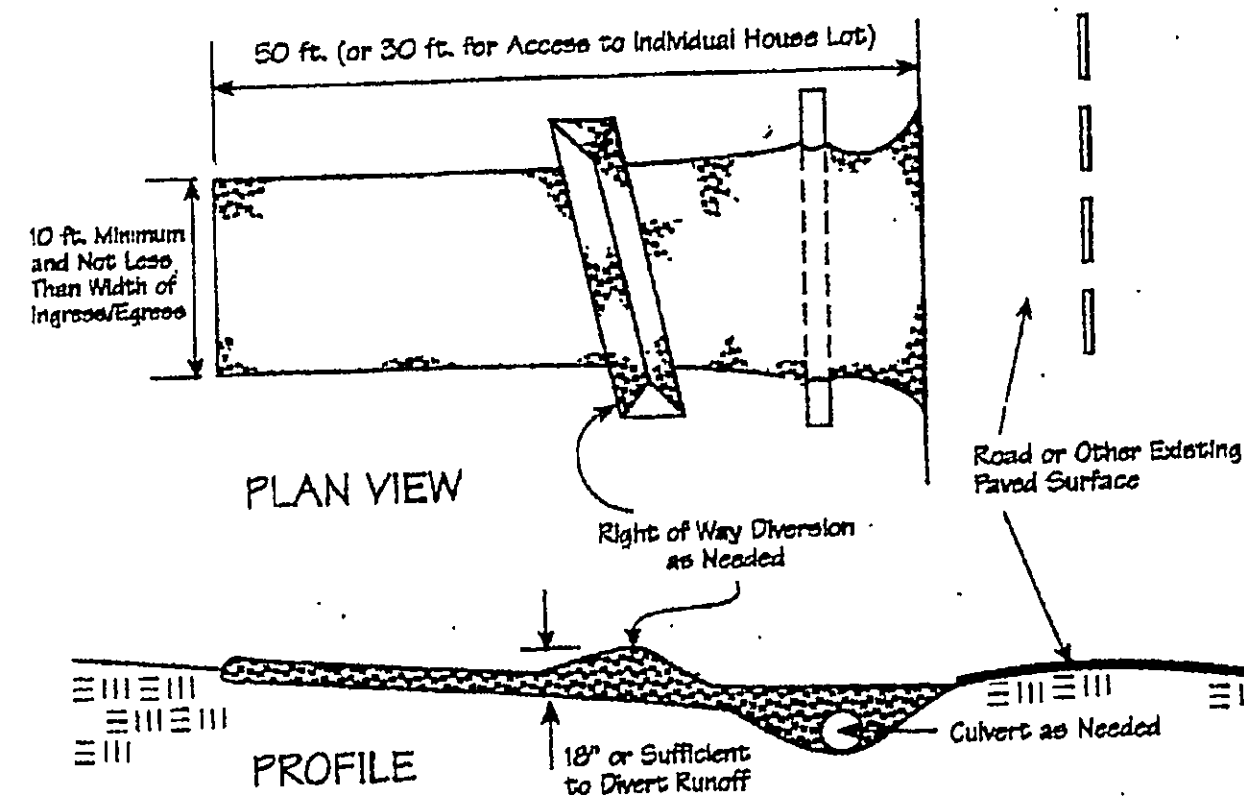 50 ft. (or 30 ft. for Access to Individual House Lot)
10 ft. Minimum
and Not Less
Than Width of
Ingress/Egress
PLAN VIEW
Right of Way Diversion
as Needed
Road or Other Existing
Paved Surface
18" or Sufficient
to Divert Runoff
Culvert as Needed
PROFILE